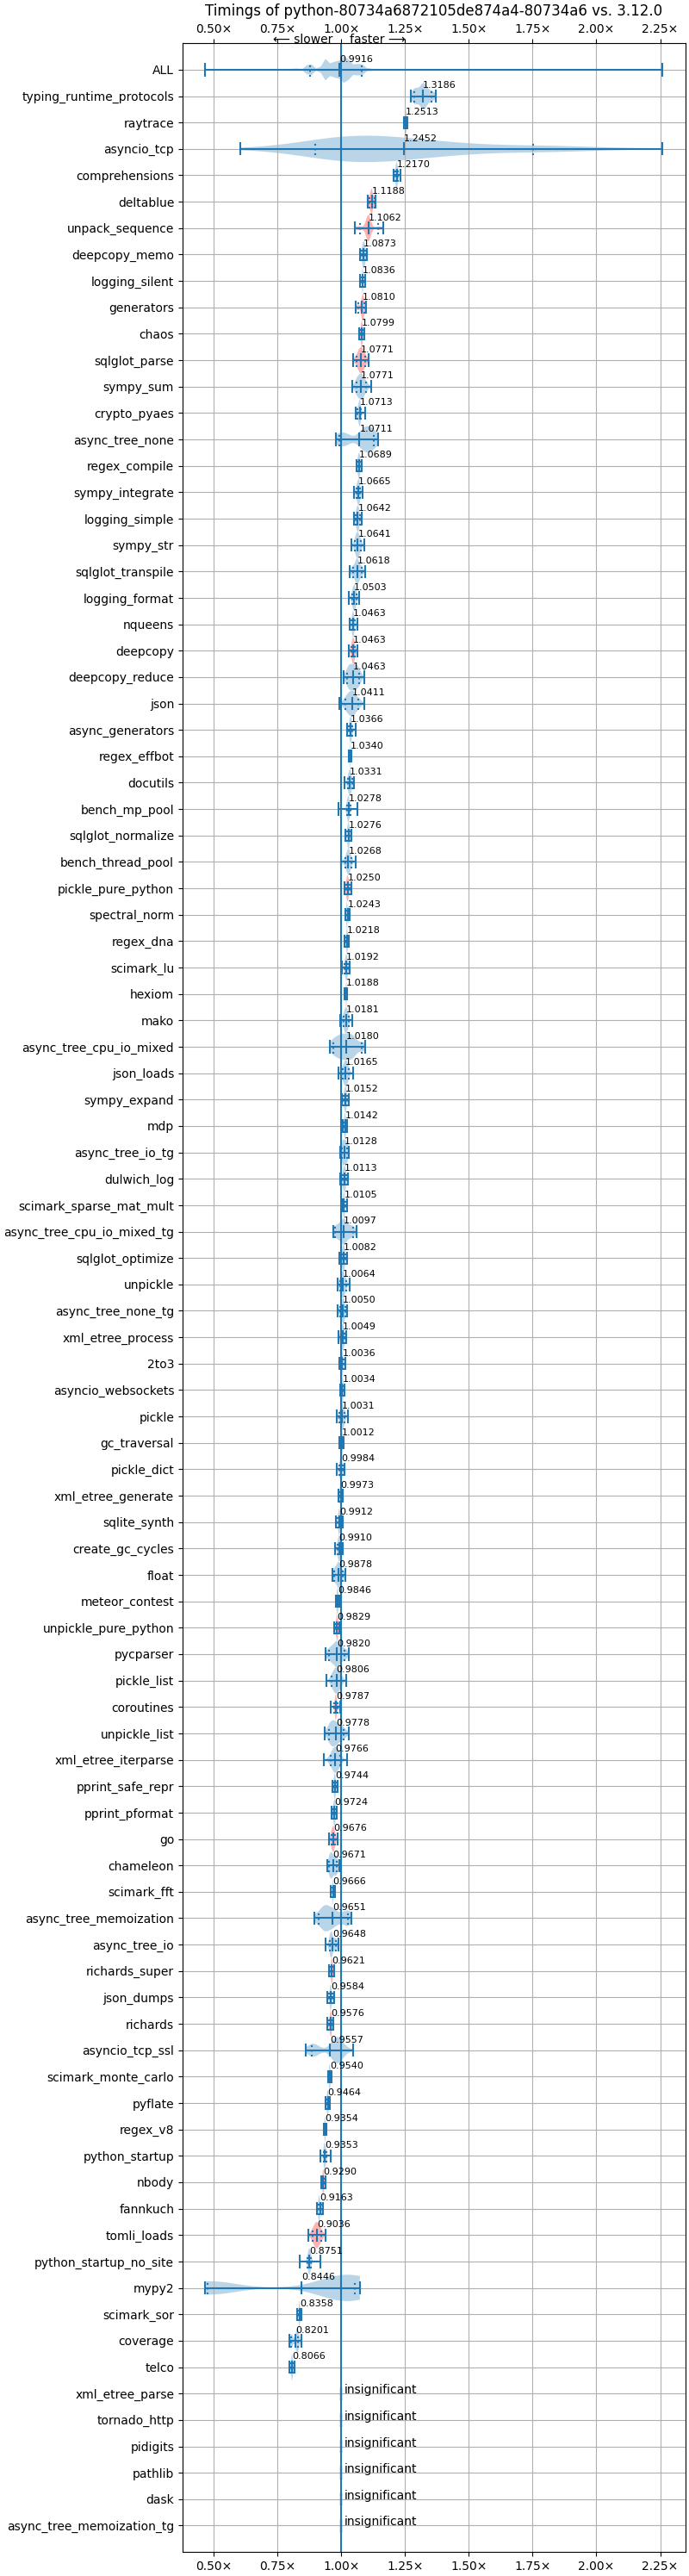 Timings of python-80734a6872105de874a4-80734a6 vs. 3.12.0
0.50× 0.75× 1.00× 1.25× 1.50× 1.75× 2.00× 2.25×
⟵ slower faster ⟶
ALL 0.9916
typing_runtime_protocols 1.3186
raytrace 1.2513
asyncio_tcp 1.2452
comprehensions 1.2170
deltablue 1.1188
unpack_sequence 1.1062
deepcopy_memo 1.0873
logging_silent 1.0836
generators 1.0810
chaos 1.0799
sqlglot_parse 1.0771
sympy_sum 1.0771
crypto_pyaes 1.0713
async_tree_none 1.0711
regex_compile 1.0689
sympy_integrate 1.0665
logging_simple 1.0642
sympy_str 1.0641
sqlglot_transpile 1.0618
logging_format 1.0503
nqueens 1.0463
deepcopy 1.0463
deepcopy_reduce 1.0463
json 1.0411
async_generators 1.0366
regex_effbot 1.0340
docutils 1.0331
bench_mp_pool 1.0278
sqlglot_normalize 1.0276
bench_thread_pool 1.0268
pickle_pure_python 1.0250
spectral_norm 1.0243
regex_dna 1.0218
scimark_lu 1.0192
hexiom 1.0188
mako 1.0181
async_tree_cpu_io_mixed 1.0180
json_loads 1.0165
sympy_expand 1.0152
mdp 1.0142
async_tree_io_tg 1.0128
dulwich_log 1.0113
scimark_sparse_mat_mult 1.0105
async_tree_cpu_io_mixed_tg 1.0097
sqlglot_optimize 1.0082
unpickle 1.0064
async_tree_none_tg 1.0050
xml_etree_process 1.0049
2to3 1.0036
asyncio_websockets 1.0034
pickle 1.0031
gc_traversal 1.0012
pickle_dict 0.9984
xml_etree_generate 0.9973
sqlite_synth 0.9912
create_gc_cycles 0.9910
float 0.9878
meteor_contest 0.9846
unpickle_pure_python 0.9829
pycparser 0.9820
pickle_list 0.9806
coroutines 0.9787
unpickle_list 0.9778
xml_etree_iterparse 0.9766
pprint_safe_repr 0.9744
pprint_pformat 0.9724
go 0.9676
chameleon 0.9671
scimark_fft 0.9666
async_tree_memoization 0.9651
async_tree_io 0.9648
richards_super 0.9621
json_dumps 0.9584
richards 0.9576
asyncio_tcp_ssl 0.9557
scimark_monte_carlo 0.9540
pyflate 0.9464
regex_v8 0.9354
python_startup 0.9353
nbody 0.9290
fannkuch 0.9163
tomli_loads 0.9036
python_startup_no_site 0.8751
mypy2 0.8446
scimark_sor 0.8358
coverage 0.8201
telco 0.8066
xml_etree_parse insignificant
tornado_http insignificant
pidigits insignificant
pathlib insignificant
dask insignificant
async_tree_memoization_tg insignificant
0.50× 0.75× 1.00× 1.25× 1.50× 1.75× 2.00× 2.25×